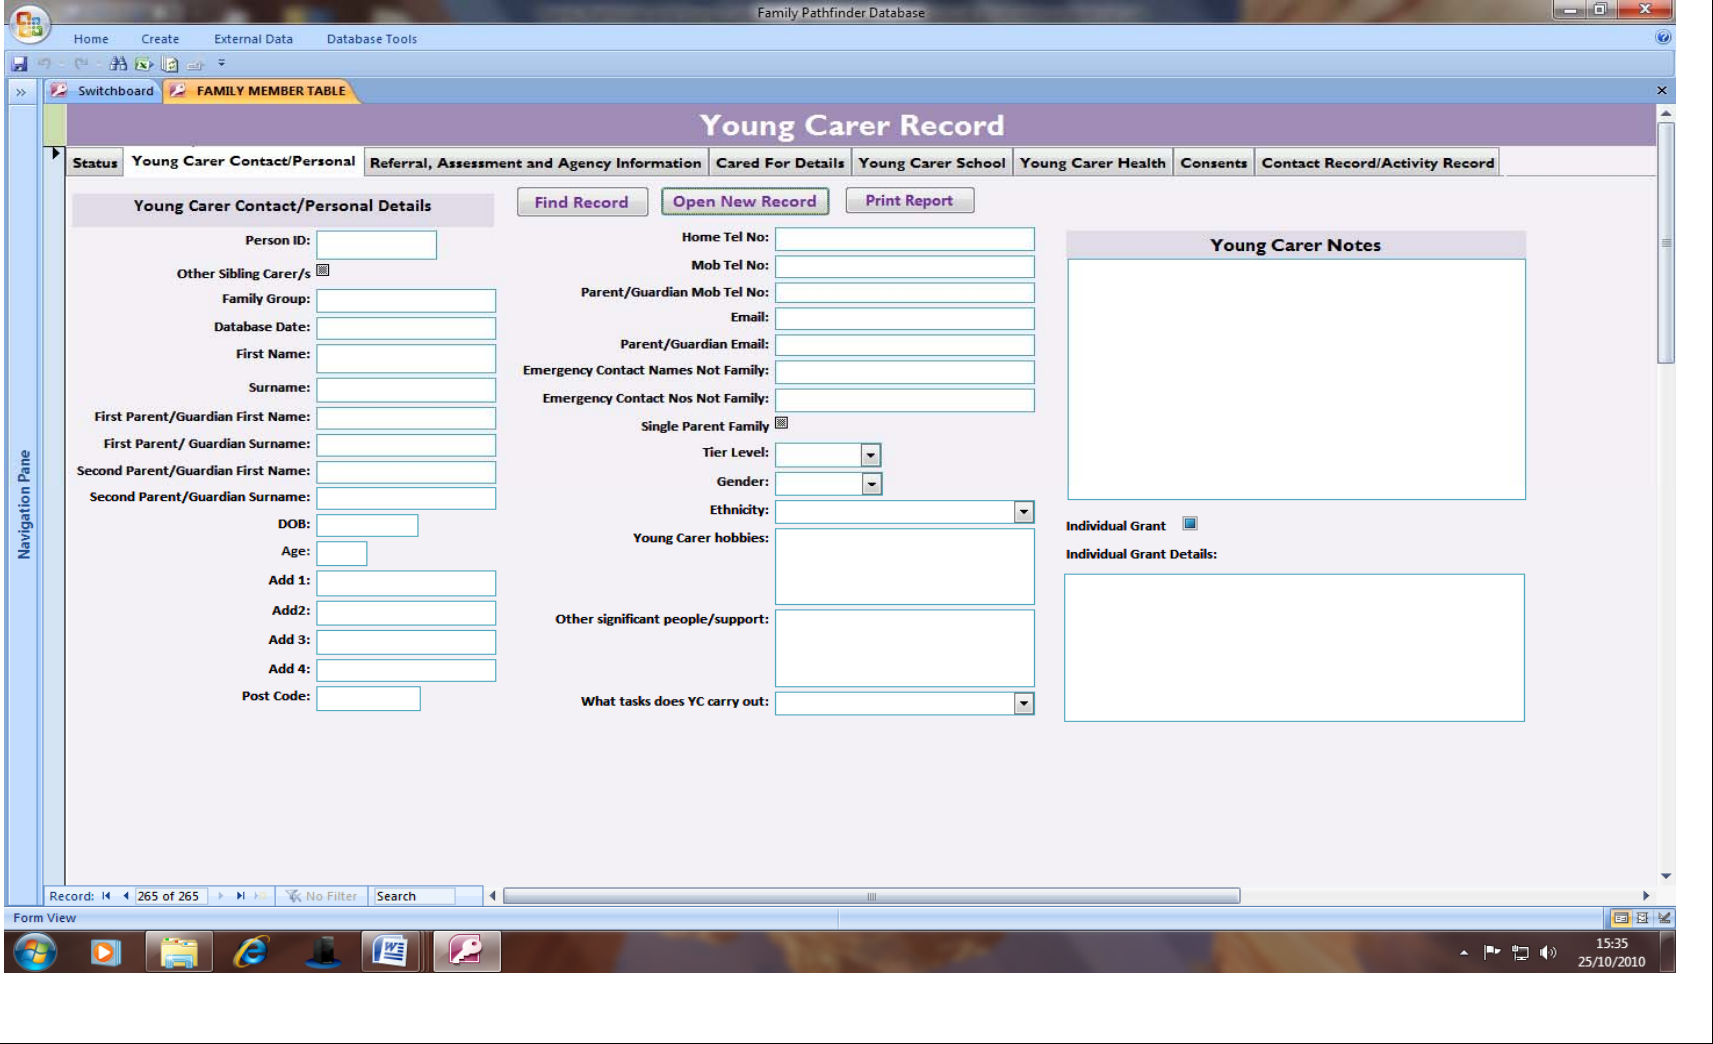 Family Pathfinder Database
Home Create External Data Database Tools
Switchboard FAMILY MEMBER TABLE
Young Carer Record
Status Young Carer Contact/Personal Referral, Assessment and Agency Information Cared For Details Young Carer School Young Carer Health Consents Contact Record/Activity Record
Young Carer Contact/Personal Details
Find Record Open New Record Print Report
Person ID:
Other Sibling Carer/s
Family Group:
Database Date:
First Name:
Surname:
First Parent/Guardian First Name:
First Parent/ Guardian Surname:
Second Parent/Guardian First Name:
Second Parent/Guardian Surname:
DOB:
Age:
Add 1:
Add2:
Add 3:
Add 4:
Post Code:
Home Tel No:
Mob Tel No:
Parent/Guardian Mob Tel No:
Email:
Parent/Guardian Email:
Emergency Contact Names Not Family:
Emergency Contact Nos Not Family:
Single Parent Family
Tier Level:
Gender:
Ethnicity:
Young Carer hobbies:
Other significant people/support:
What tasks does YC carry out:
Young Carer Notes
Individual Grant
Individual Grant Details:
Navigation Pane
Record: 265 of 265 No Filter Search
Form View
15:35
25/10/2010